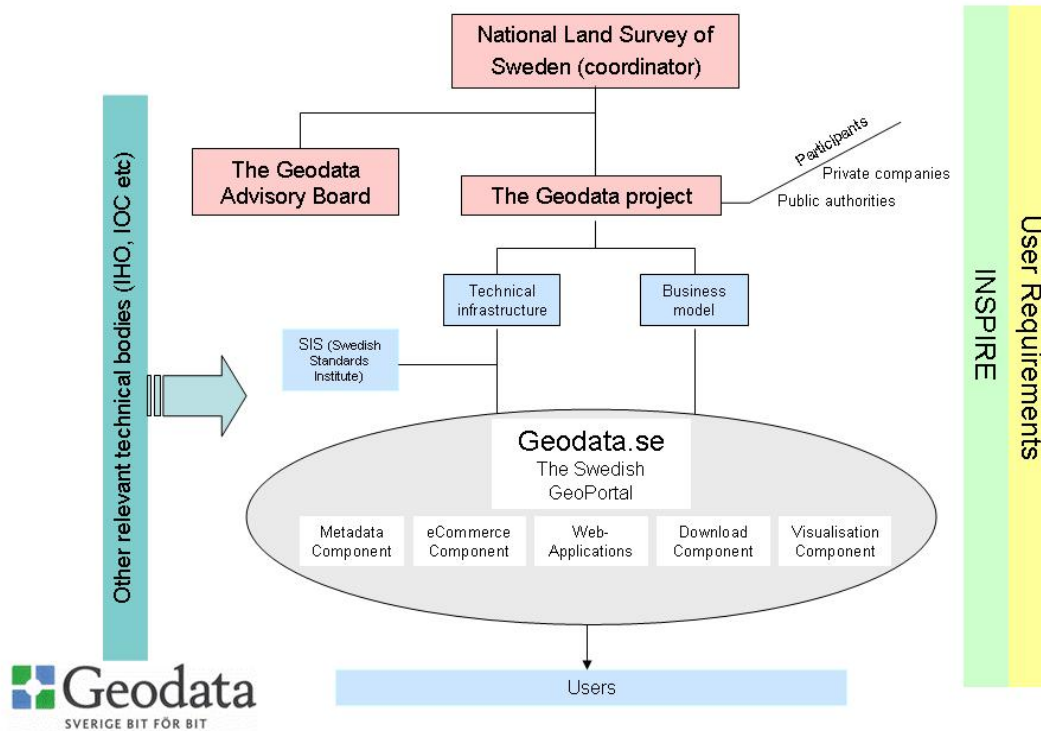 National Land Survey of
Sweden (coordinator)
The Geodata
Advisory Board
The Geodata project
Participants
Private companies
Public authorities
Technical
infrastructure
Business
model
SIS (Swedish
Standards
Institute)
Geodata.se
The Swedish
GeoPortal
Metadata
Component
eCommerce
Component
Web-
Applications
Download
Component
Visualisation
Component
Users
Other relevant technical bodies (IHO, IOC etc)
INSPIRE
User Requirements
Geodata
SVERIGE BIT FÖR BIT